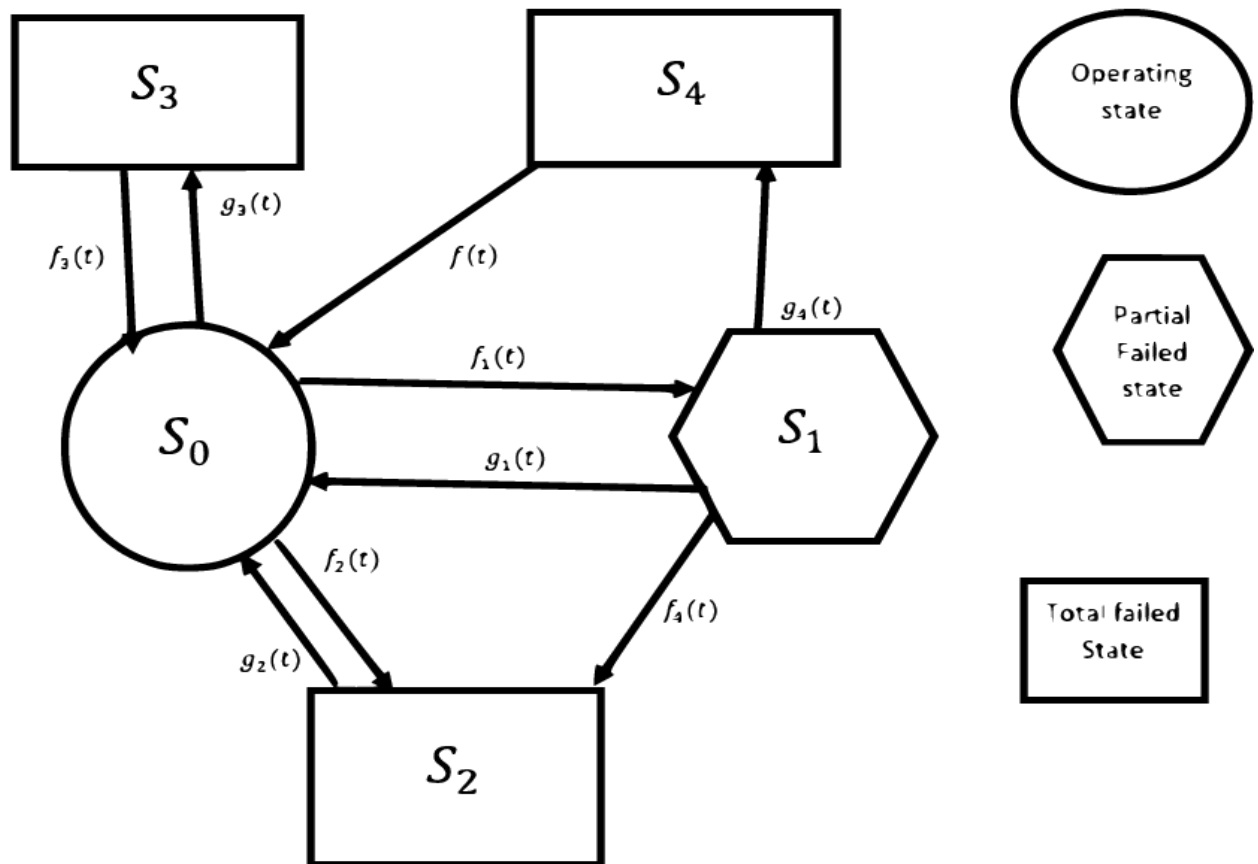 S₃
S₄
Operating
state
g₃(t)
f₃(t)
f(t)
g₄(t)
Partial
Failed
state
f₁(t)
S₀
S₁
g₁(t)
f₂(t)
f₄(t)
g₂(t)
Total failed
State
S₂